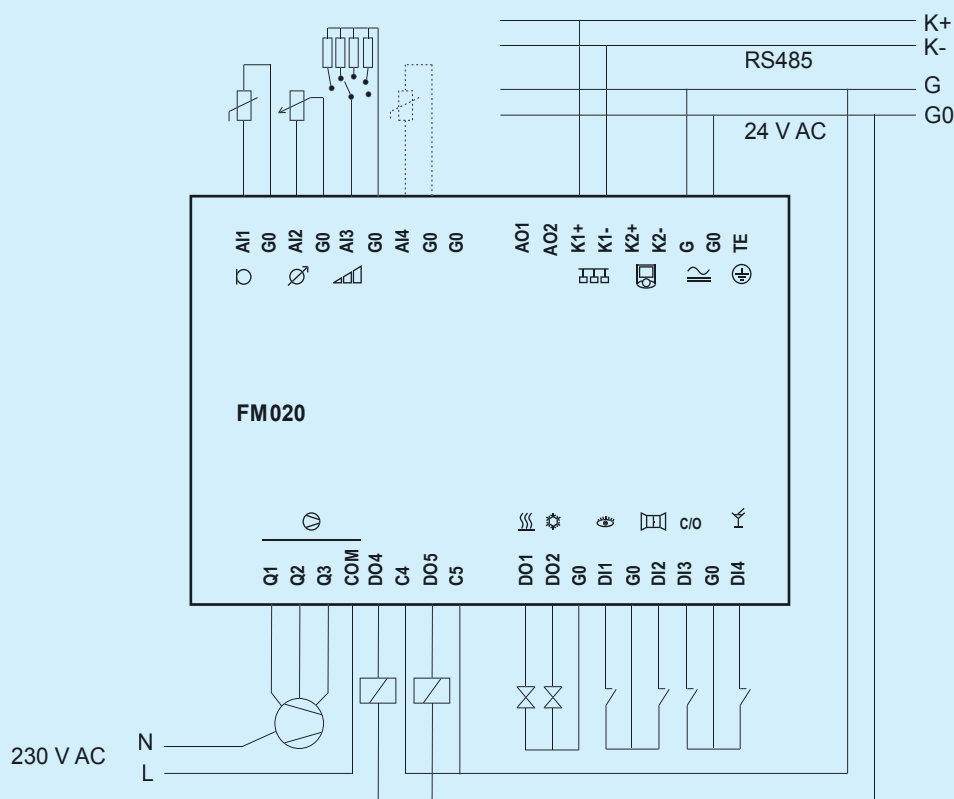 K+
K-
RS485
G
G0
24 V AC
AI1 G0 AI2 G0 AI3 G0 AI4 G0 G0 AO1 AO2 K1+ K1- K2+ K2- G G0 TE
FM020
C/O
Q1 Q2 Q3 COM DO4 C4 DO5 C5 DO1 DO2 G0 DI1 G0 DI2 DI3 G0 DI4
230 V AC
N
L